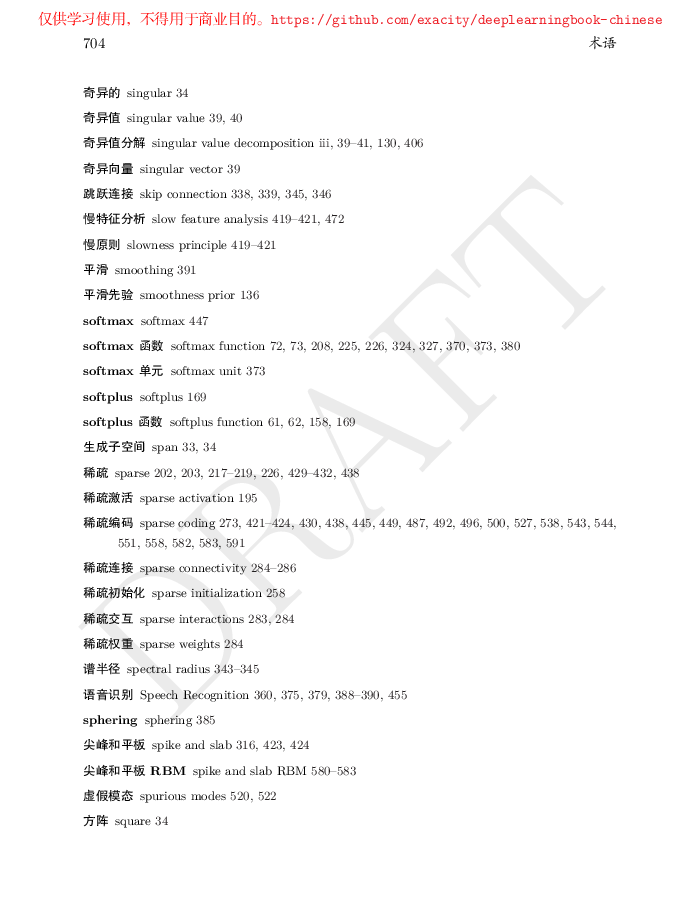 仅供学习使用，不得用于商业目的。https://github.com/exacity/deeplearningbook-chinese
704 术语
奇异的 singular 34
奇异值 singular value 39, 40
奇异值分解 singular value decomposition iii, 39–41, 130, 406
奇异向量 singular vector 39
跳跃连接 skip connection 338, 339, 345, 346
慢特征分析 slow feature analysis 419–421, 472
慢原则 slowness principle 419–421
平滑 smoothing 391
平滑先验 smoothness prior 136
softmax softmax 447
softmax 函数 softmax function 72, 73, 208, 225, 226, 324, 327, 370, 373, 380
softmax 单元 softmax unit 373
softplus softplus 169
softplus 函数 softplus function 61, 62, 158, 169
生成子空间 span 33, 34
稀疏 sparse 202, 203, 217–219, 226, 429–432, 438
稀疏激活 sparse activation 195
稀疏编码 sparse coding 273, 421–424, 430, 438, 445, 449, 487, 492, 496, 500, 527, 538, 543, 544,
551, 558, 582, 583, 591
稀疏连接 sparse connectivity 284–286
稀疏初始化 sparse initialization 258
稀疏交互 sparse interactions 283, 284
稀疏权重 sparse weights 284
谱半径 spectral radius 343–345
语音识别 Speech Recognition 360, 375, 379, 388–390, 455
sphering sphering 385
尖峰和平板 spike and slab 316, 423, 424
尖峰和平板 RBM spike and slab RBM 580–583
虚假模态 spurious modes 520, 522
方阵 square 34
DRAFT